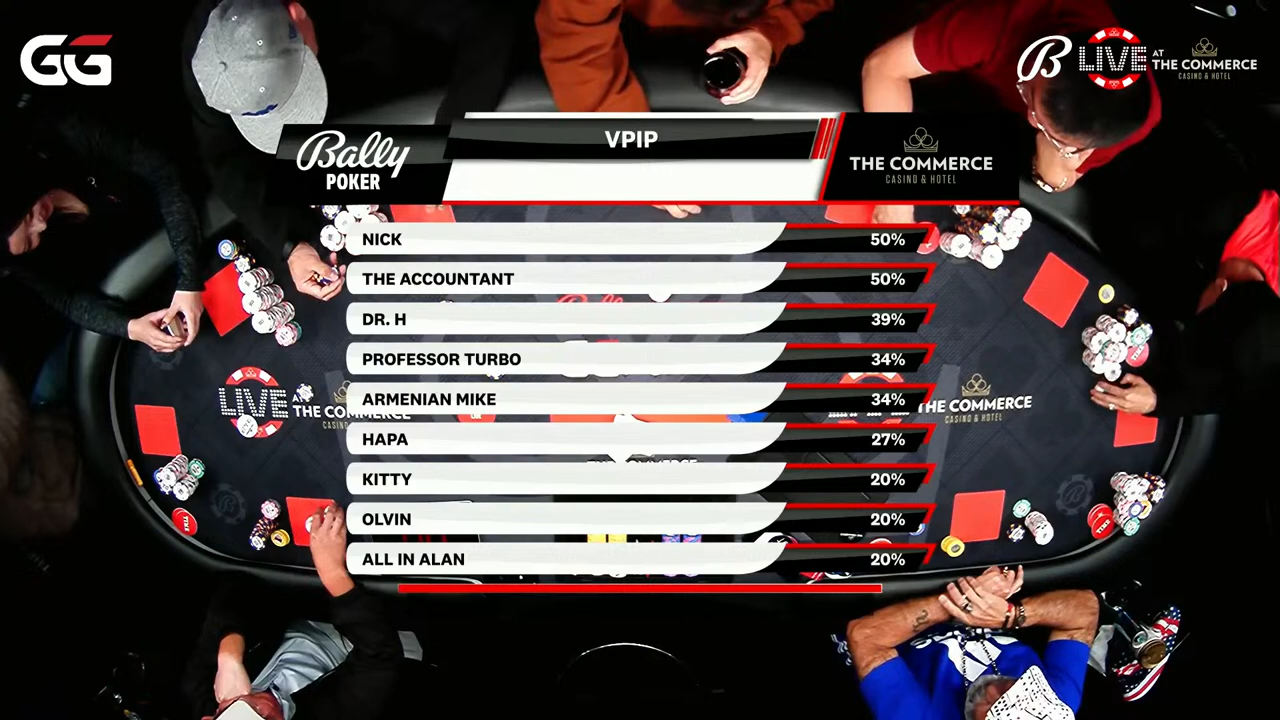 GG
B LIVE AT THE COMMERCE
CASINO & HOTEL
Bally
POKER
VPIP
THE COMMERCE
CASINO & HOTEL
NICK 50%
THE ACCOUNTANT 50%
DR. H 39%
PROFESSOR TURBO 34%
ARMENIAN MIKE 34%
HAPA 27%
KITTY 20%
OLVIN 20%
ALL IN ALAN 20%
LIVE AT THE COMMERCE
CASINO
THE COMMERCE
CASINO & HOTEL